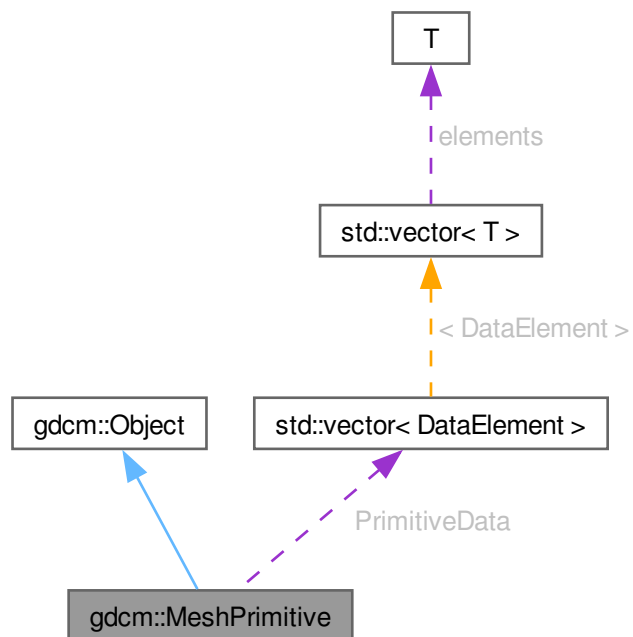 T
elements
std::vector< T >
< DataElement >
gdcm::Object
std::vector< DataElement >
PrimitiveData
gdcm::MeshPrimitive